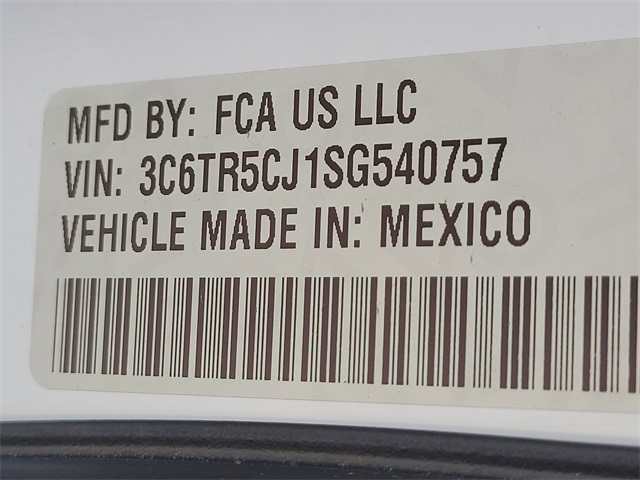 MFD BY: FCA US LLC
VIN: 3C6TR5CJ1SG540757
VEHICLE MADE IN: MEXICO